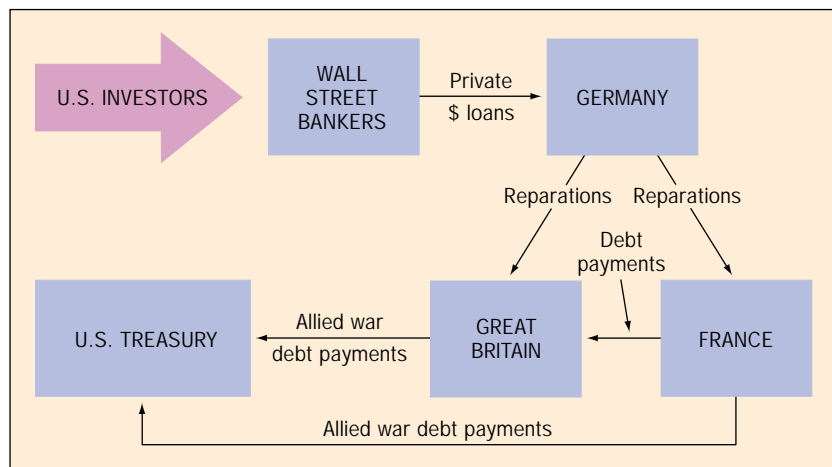 U.S. INVESTORS
WALL
STREET
BANKERS
Private
$ loans
GERMANY
Reparations
Reparations
Debt
payments
U.S. TREASURY
Allied war
debt payments
GREAT
BRITAIN
FRANCE
Allied war debt payments